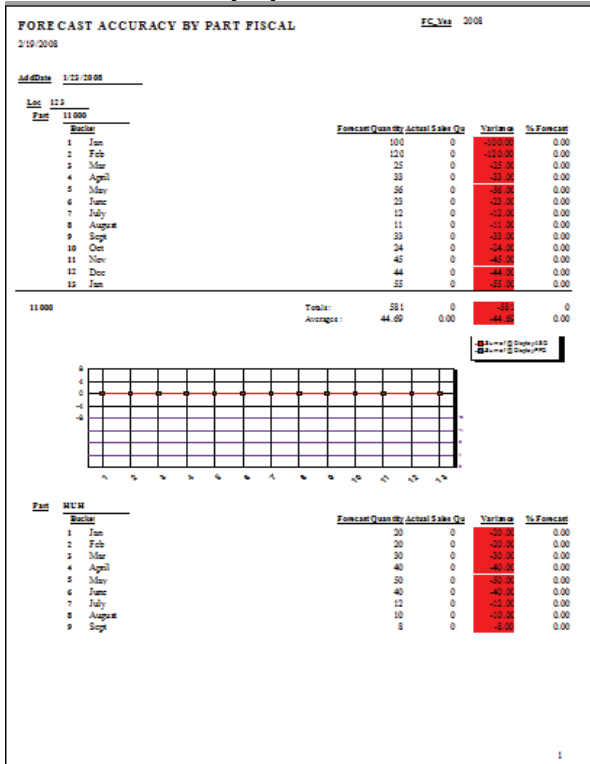 FORECAST ACCURACY BY PART FISCAL FC_Yea 2008
2/19/2008
AddDate 1/23/2008
Loc 123
Part 11000
Bucket Forecast Quantity Actual Sales Qu Variance % Forecast
1 Jan 100 0 -100.00 0.00
2 Feb 120 0 -120.00 0.00
3 Mar 25 0 -25.00 0.00
4 April 33 0 -33.00 0.00
5 May 56 0 -56.00 0.00
6 June 23 0 -23.00 0.00
7 July 12 0 -12.00 0.00
8 August 11 0 -11.00 0.00
9 Sept 33 0 -33.00 0.00
10 Oct 24 0 -24.00 0.00
11 Nov 45 0 -45.00 0.00
12 Dec 44 0 -44.00 0.00
13 Jan 55 0 -55.00 0.00
11000 Totals: 581 0 -581 0
Averages: 44.69 0.00 -44.69 0.00
8
4
0
-4
-8
1 2 3 4 5 6 7 8 9 10 11 12 13
Part HUH
Bucket Forecast Quantity Actual Sales Qu Variance % Forecast
1 Jan 20 0 -20.00 0.00
2 Feb 20 0 -20.00 0.00
3 Mar 30 0 -30.00 0.00
4 April 40 0 -40.00 0.00
5 May 50 0 -50.00 0.00
6 June 40 0 -40.00 0.00
7 July 12 0 -12.00 0.00
8 August 10 0 -10.00 0.00
9 Sept 8 0 -8.00 0.00
1